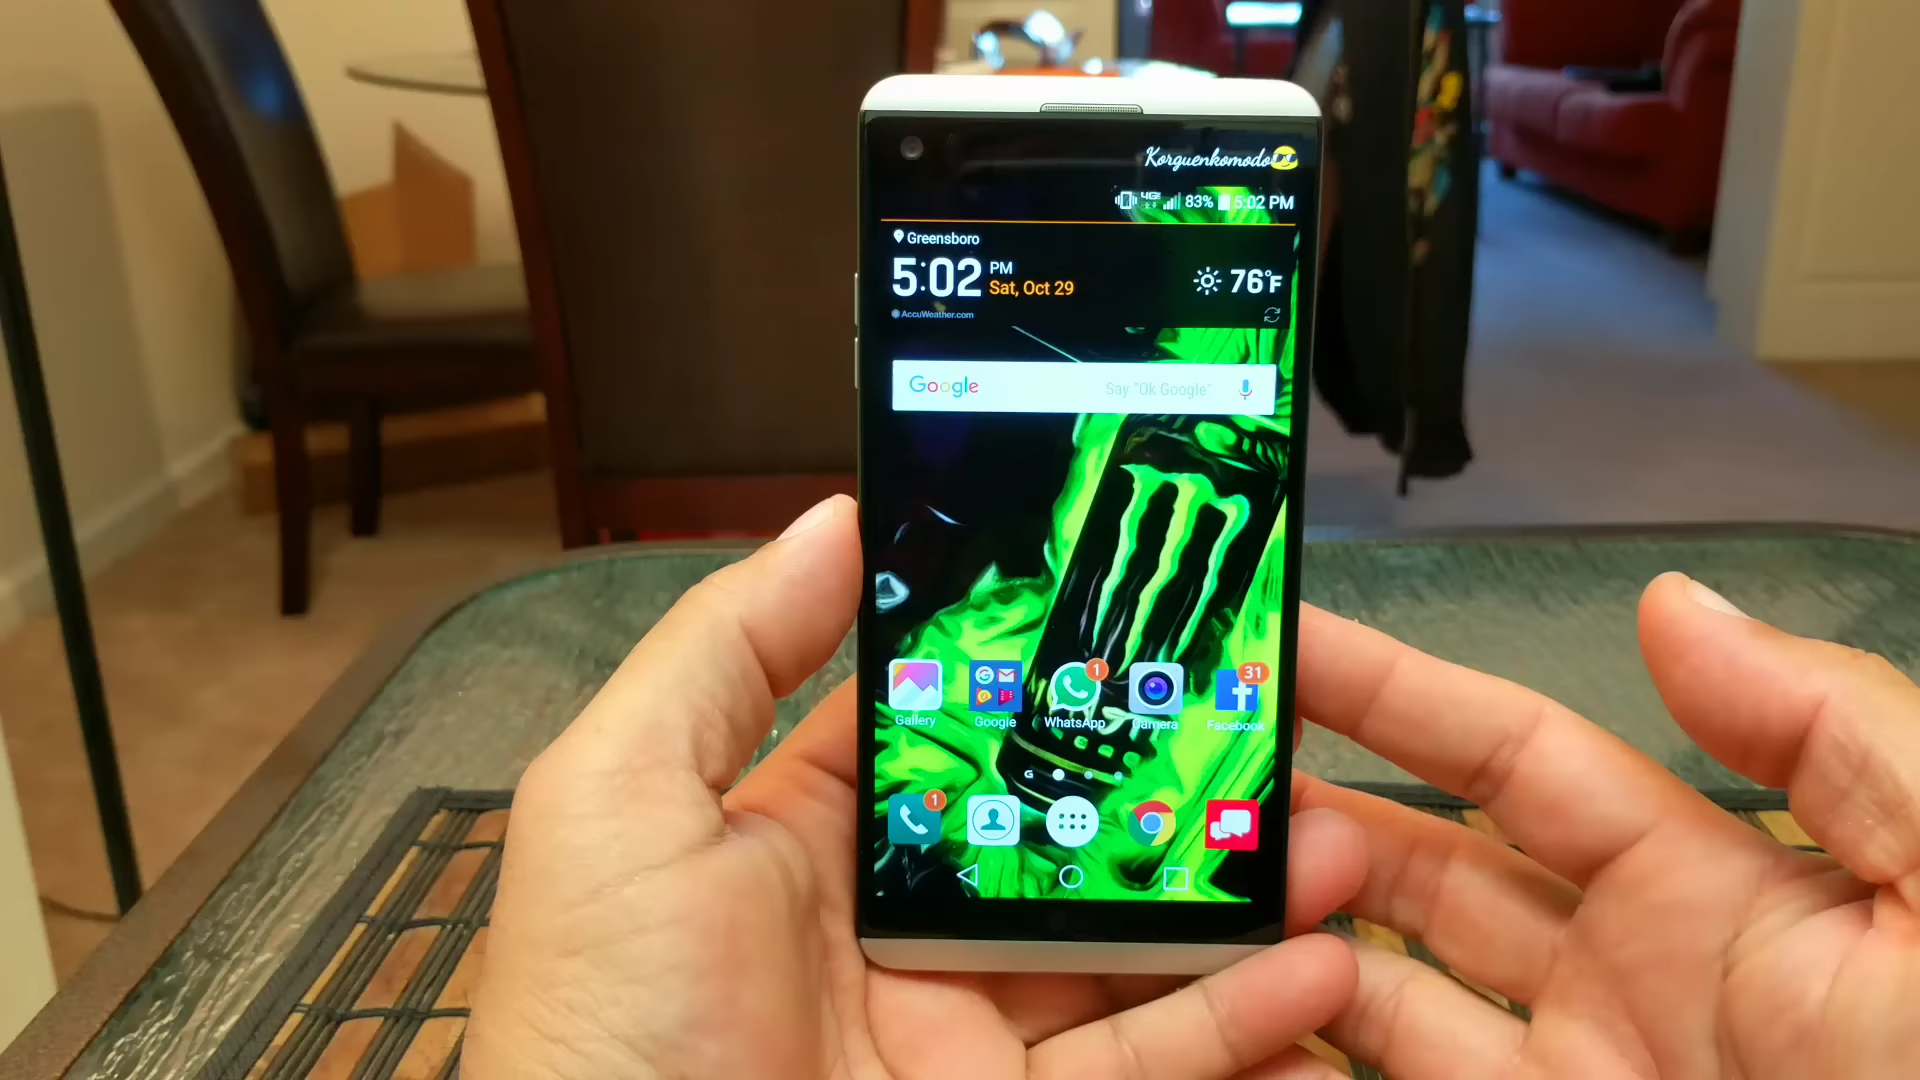 Korguenkomodo
4G 83% 5:02 PM
Greensboro
5:02 PM
Sat, Oct 29
76°F
AccuWeather.com
Google Say "Ok Google"
1 31
Gallery Google WhatsApp Camera Facebook
G
1